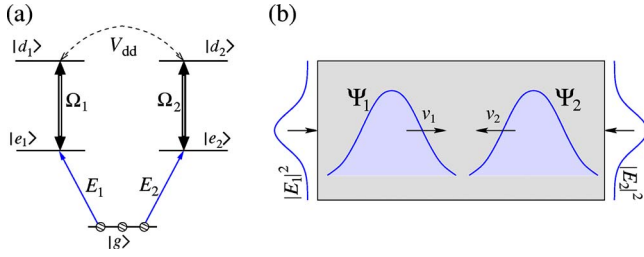 (a)
|d₁> V_dd |d₂>
Ω₁ Ω₂
|e₁> |e₂>
E₁ E₂
|g>
(b)
Ψ₁ v₁ v₂ Ψ₂
|E₁|² |E₂|²